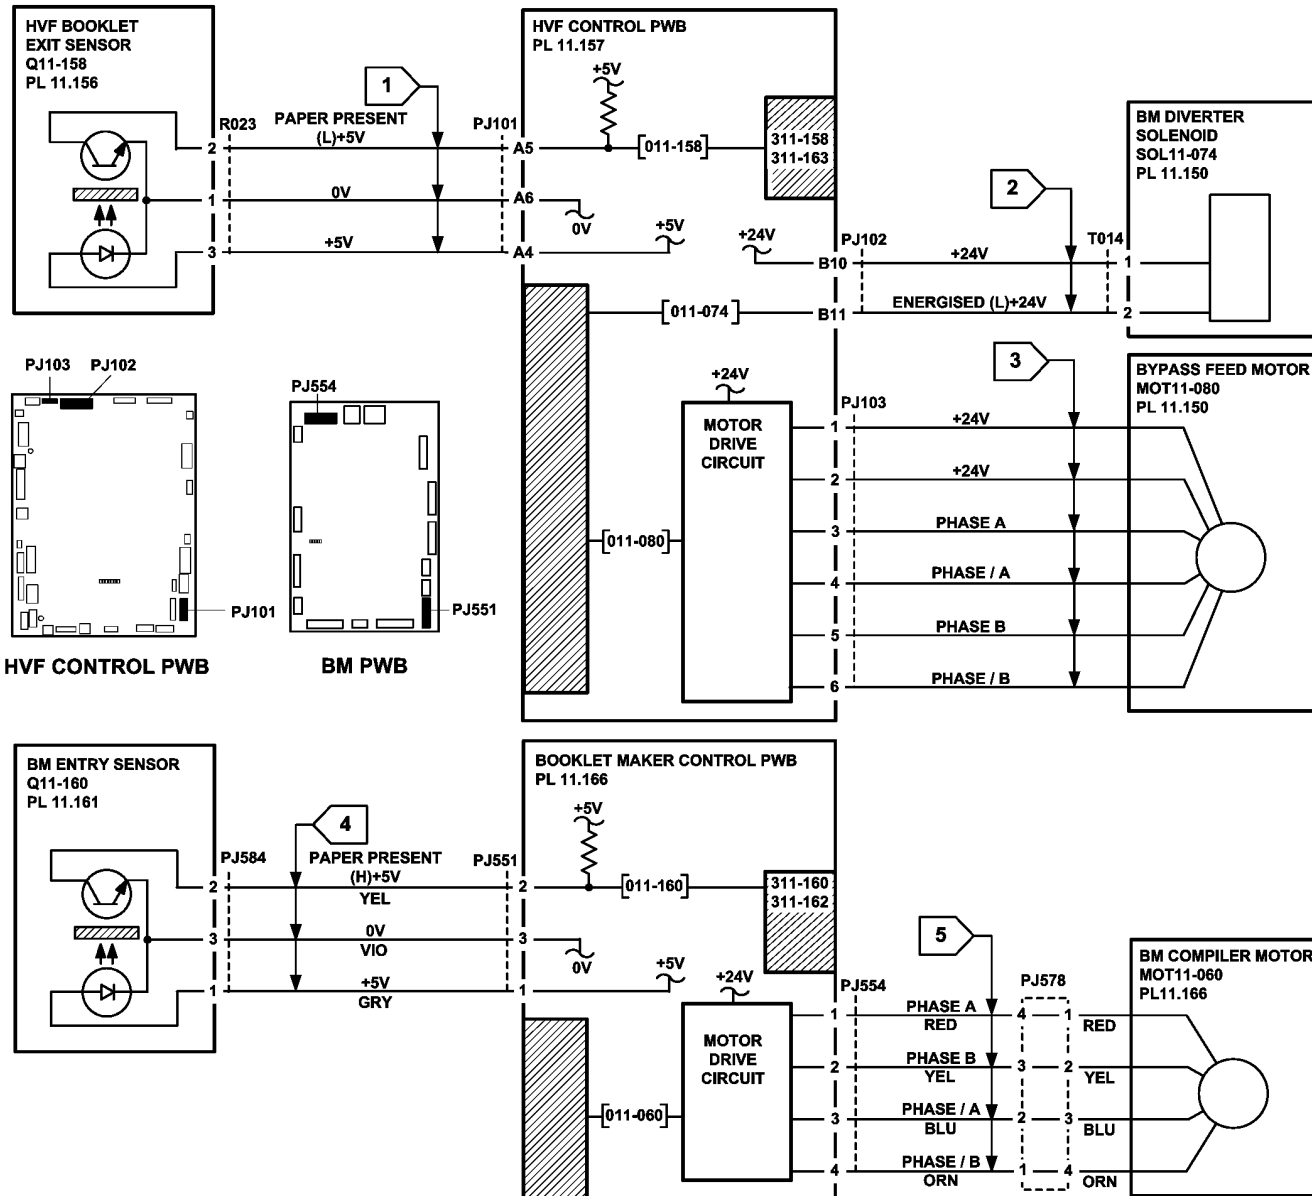 HVF BOOKLET
EXIT SENSOR
Q11-158
PL 11.156
1
R023
PAPER PRESENT
(L)+5V
PJ101
2
A5
1
0V
A6
3
+5V
A4
HVF CONTROL PWB
PL 11.157
+5V
[011-158]
311-158
311-163
0V
+5V
+24V
PJ102
B10
[011-074]
B11
2
+24V
T014
1
ENERGISED (L)+24V
2
BM DIVERTER
SOLENOID
SOL11-074
PL 11.150
PJ103 PJ102
PJ101
HVF CONTROL PWB
PJ554
PJ551
BM PWB
+24V
MOTOR
DRIVE
CIRCUIT
[011-080]
PJ103
3
1
+24V
2
+24V
3
PHASE A
4
PHASE / A
5
PHASE B
6
PHASE / B
BYPASS FEED MOTOR
MOT11-080
PL 11.150
BM ENTRY SENSOR
Q11-160
PL 11.161
4
PJ584
PAPER PRESENT
(H)+5V
PJ551
2
YEL
2
3
0V
VIO
3
1
+5V
GRY
1
BOOKLET MAKER CONTROL PWB
PL 11.166
+5V
[011-160]
311-160
311-162
0V
+5V
+24V
MOTOR
DRIVE
CIRCUIT
[011-060]
PJ554
5
PJ578
1
PHASE A
RED
4
1
RED
2
PHASE B
YEL
3
2
YEL
3
PHASE / A
BLU
2
3
BLU
4
PHASE / B
ORN
1
4
ORN
BM COMPILER MOTOR
MOT11-060
PL11.166